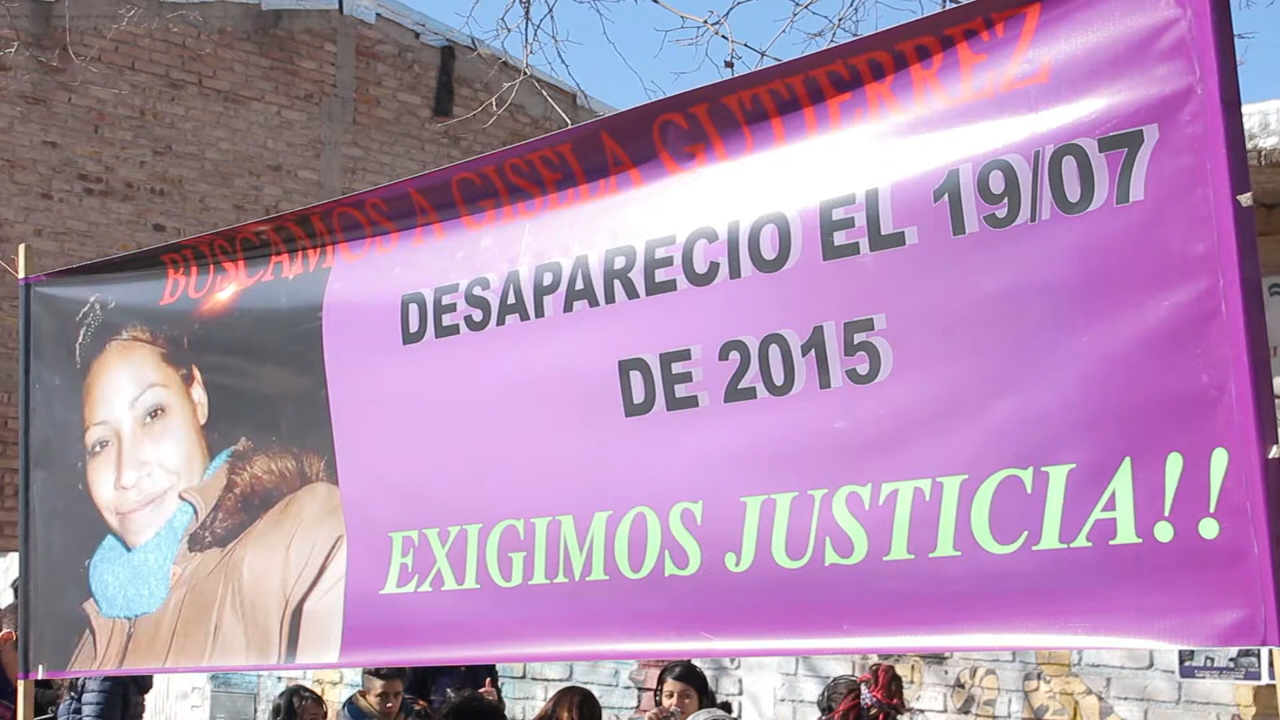 BUSCAMOS A GISELA GUTIERREZ
DESAPARECIO EL 19/07
DE 2015
EXIGIMOS JUSTICIA!!